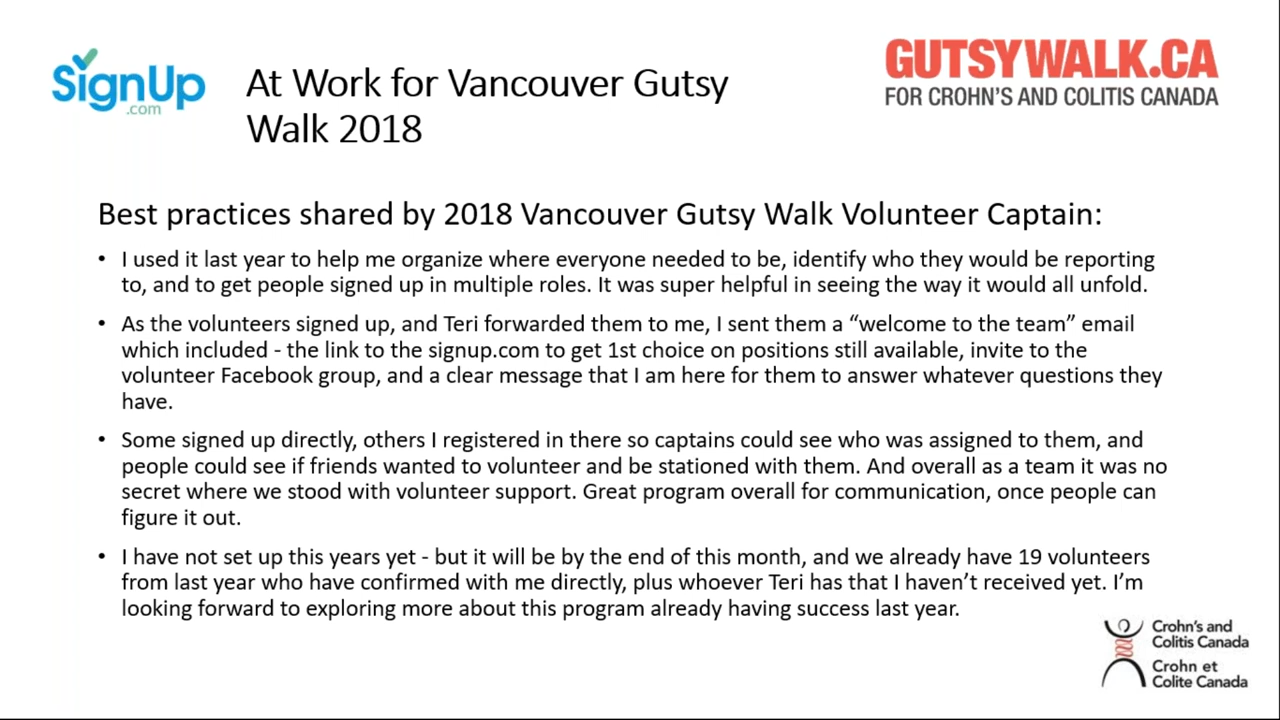 SignUp
.com
At Work for Vancouver Gutsy
Walk 2018
GUTSYWALK.CA
FOR CROHN'S AND COLITIS CANADA
Best practices shared by 2018 Vancouver Gutsy Walk Volunteer Captain:
• I used it last year to help me organize where everyone needed to be, identify who they would be reporting
to, and to get people signed up in multiple roles. It was super helpful in seeing the way it would all unfold.
• As the volunteers signed up, and Teri forwarded them to me, I sent them a “welcome to the team” email
which included - the link to the signup.com to get 1st choice on positions still available, invite to the
volunteer Facebook group, and a clear message that I am here for them to answer whatever questions they
have.
• Some signed up directly, others I registered in there so captains could see who was assigned to them, and
people could see if friends wanted to volunteer and be stationed with them. And overall as a team it was no
secret where we stood with volunteer support. Great program overall for communication, once people can
figure it out.
• I have not set up this years yet - but it will be by the end of this month, and we already have 19 volunteers
from last year who have confirmed with me directly, plus whoever Teri has that I haven’t received yet. I’m
looking forward to exploring more about this program already having success last year.
Crohn's and
Colitis Canada
Crohn et
Colite Canada